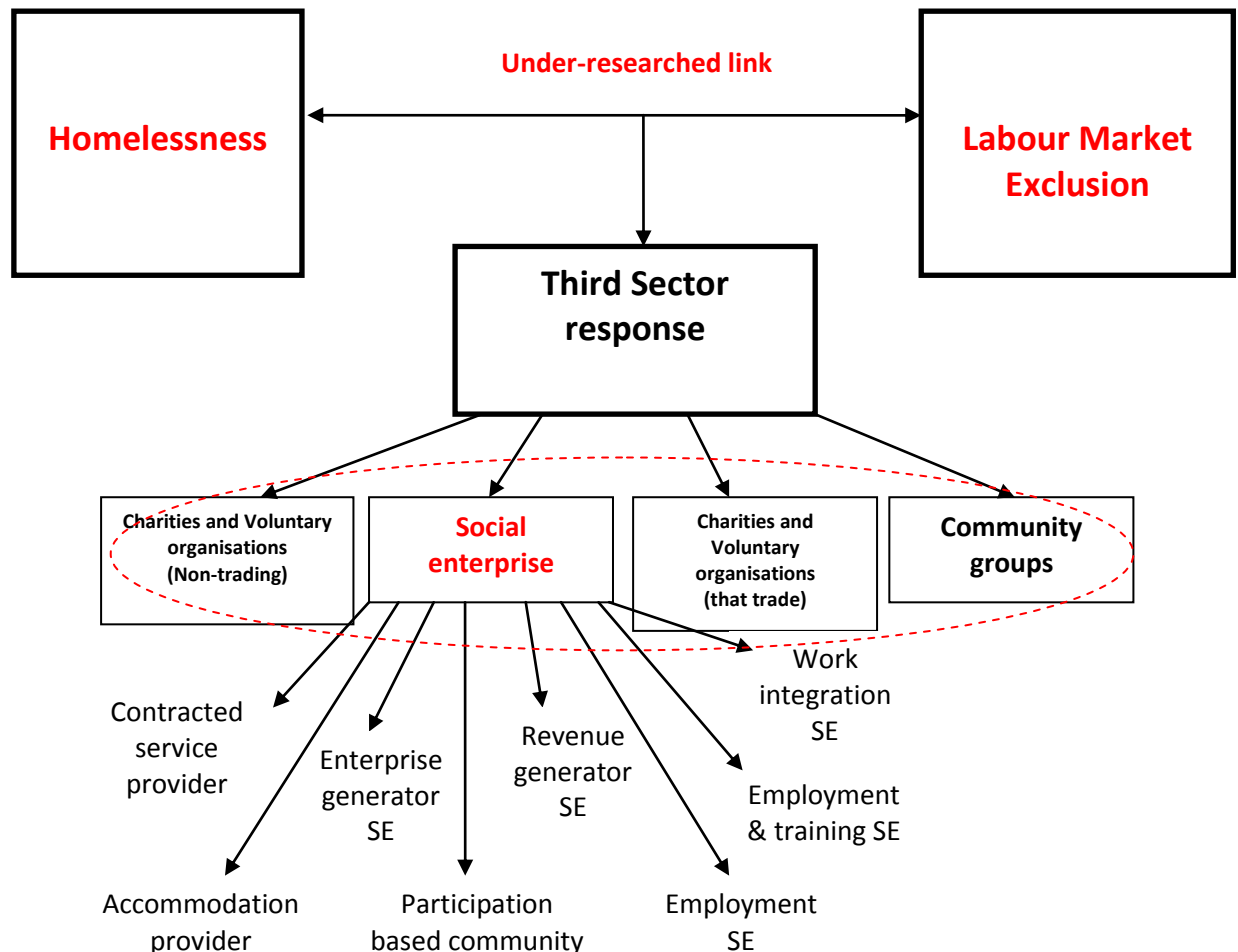 Under-researched link
Homelessness
Labour Market
Exclusion
Third Sector
response
Charities and Voluntary
organisations
(Non-trading)
Social
enterprise
Charities and
Voluntary
organisations
(that trade)
Community
groups
Work
integration
SE
Contracted
service
provider
Enterprise
generator
SE
Revenue
generator
SE
Employment
& training SE
Accommodation
provider
Participation
based community
Employment
SE